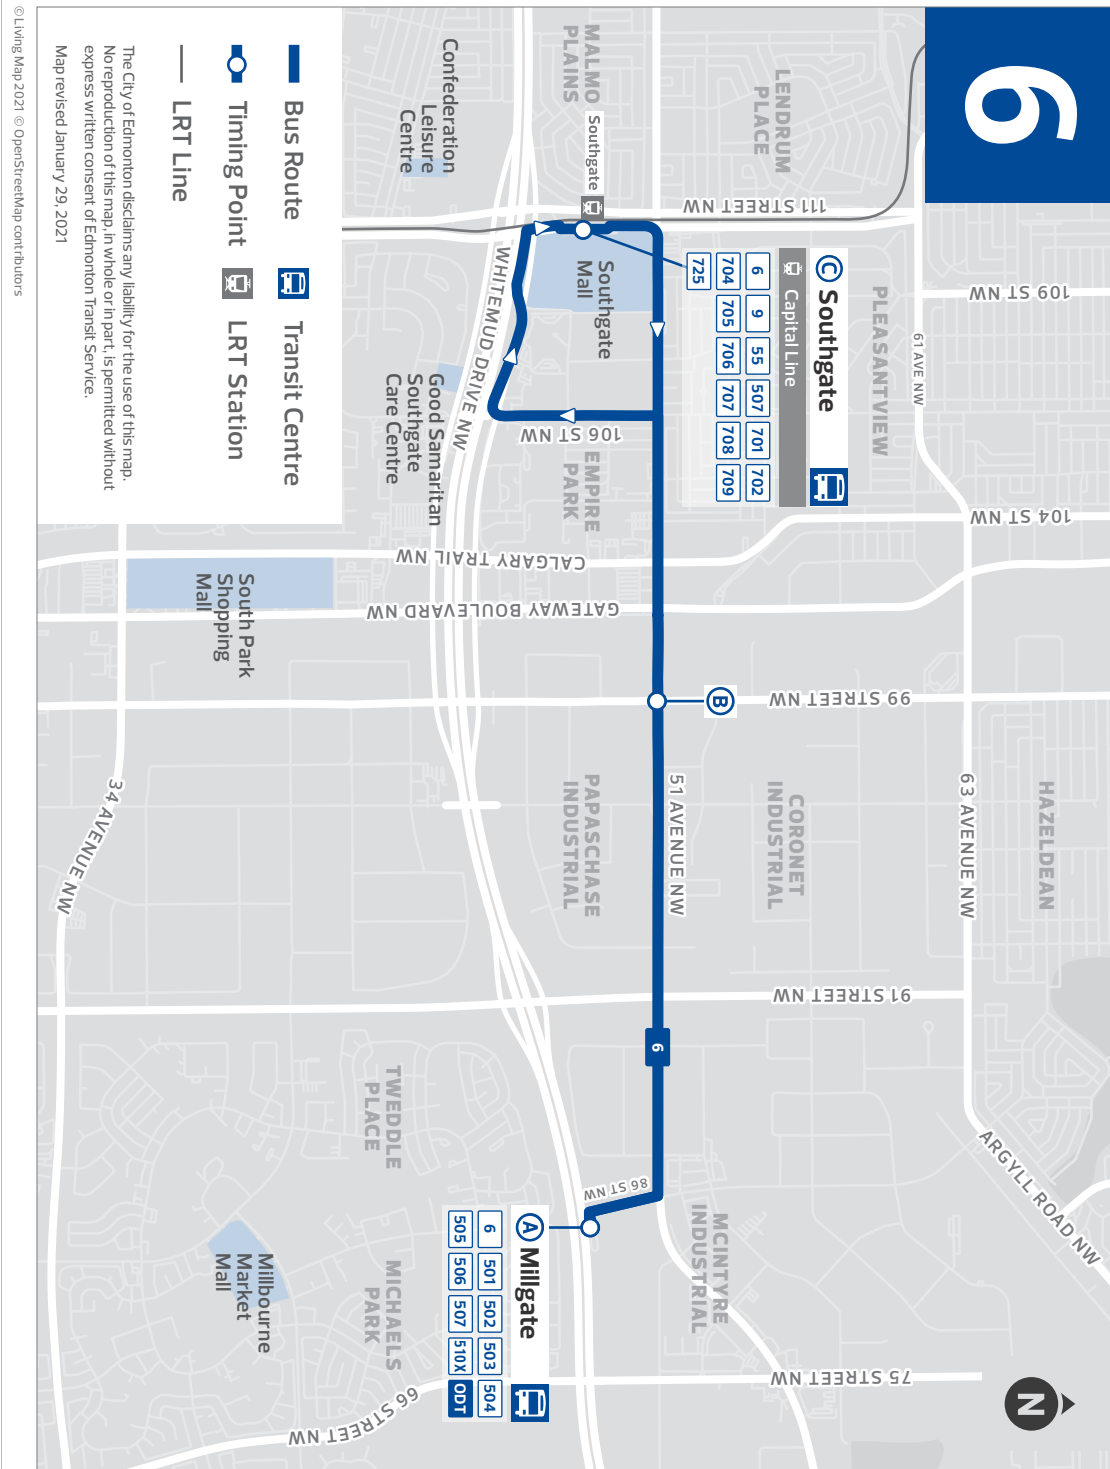 6
MALMO
PLAINS
LENDRUM
PLACE
Southgate
Confederation
Leisure
Centre
111 STREET NW
109 ST NW
61 AVE NW
PLEASANTVIEW
C Southgate
Capital Line
6 9 55 507 701 702
704 705 706 707 708 709
725
Southgate
Mall
WHITEMUD DRIVE NW
Good Samaritan
Southgate
Care Centre
106 ST NW
EMPIRE
PARK
104 ST NW
CALGARY TRAIL NW
GATEWAY BOULEVARD NW
South Park
Shopping
Mall
99 STREET NW
B
34 AVENUE NW
PAPASCHASE
INDUSTRIAL
51 AVENUE NW
CORONET
INDUSTRIAL
63 AVENUE NW
HAZELDEAN
91 STREET NW
6
TWEDDLE
PLACE
86 ST NW
ARGYLL ROAD NW
MCINTYRE
INDUSTRIAL
A Millgate
6 501 502 503 504
505 506 507 510X ODT
Millbourne
Market
Mall
MICHAELS
PARK
66 STREET NW
75 STREET NW
N
Bus Route
Transit Centre
Timing Point
LRT Station
LRT Line
The City of Edmonton disclaims any liability for the use of this map.
No reproduction of this map, in whole or in part, is permitted without
express written consent of Edmonton Transit Service.
Map revised January 29, 2021
© Living Map 2021 © OpenStreetMap contributors